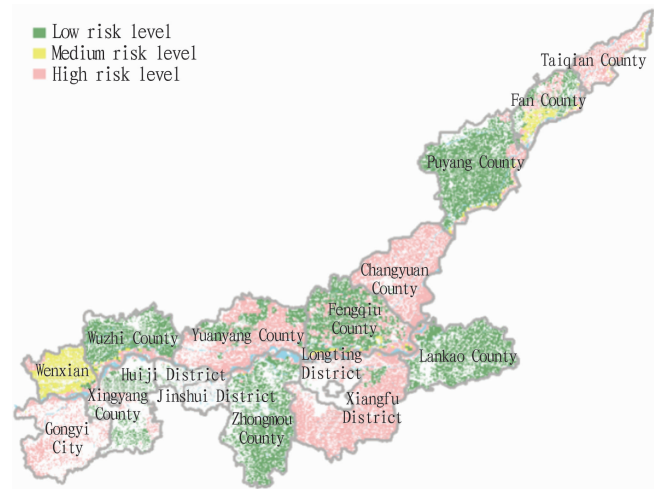 Low risk level
Medium risk level
High risk level
Taiqian County
Fan County
Puyang County
Changyuan
County
Fengqiu
County
Wuzhi County
Yuanyang County
Longting
District
Lankao County
Wenxian
Huiji District
Xingyang
County
Jinshui District
Xiangfu
District
Zhongmou
County
Gongyi
City